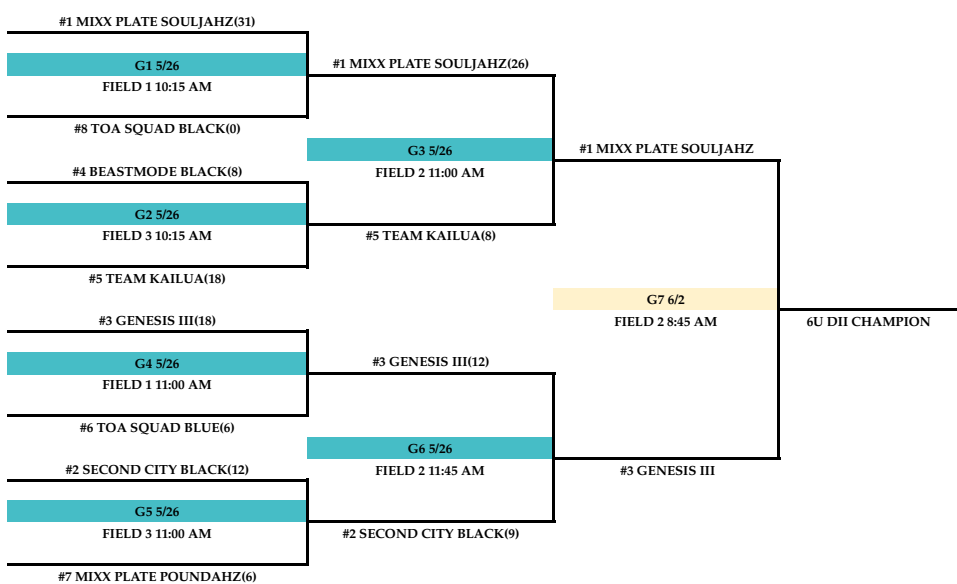 #1 MIXX PLATE SOULJAHZ(31)
G1 5/26
FIELD 1 10:15 AM
#8 TOA SQUAD BLACK(0)
#1 MIXX PLATE SOULJAHZ(26)
G3 5/26
FIELD 2 11:00 AM
#5 TEAM KAILUA(8)
#4 BEASTMODE BLACK(8)
G2 5/26
FIELD 3 10:15 AM
#5 TEAM KAILUA(18)
#1 MIXX PLATE SOULJAHZ
G7 6/2
FIELD 2 8:45 AM
6U DII CHAMPION
#3 GENESIS III
#3 GENESIS III(18)
G4 5/26
FIELD 1 11:00 AM
#6 TOA SQUAD BLUE(6)
#3 GENESIS III(12)
G6 5/26
FIELD 2 11:45 AM
#2 SECOND CITY BLACK(9)
#2 SECOND CITY BLACK(12)
G5 5/26
FIELD 3 11:00 AM
#7 MIXX PLATE POUNDAHZ(6)